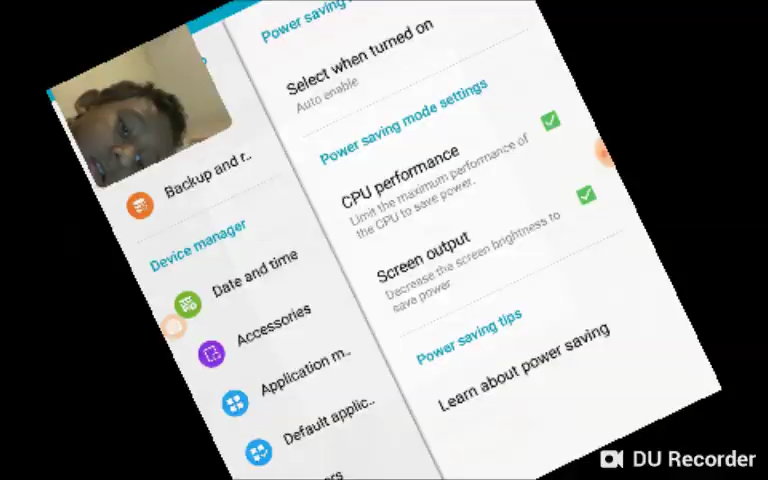 Power saving
Select when turned on
Auto enable
Power saving mode settings
CPU performance
Limit the maximum performance of
the CPU to save power.
Screen output
Decrease the screen brightness to
save power
Power saving tips
Learn about power saving
Backup and r..
Device manager
Date and time
Accessories
Application m..
Default applic..
DU Recorder